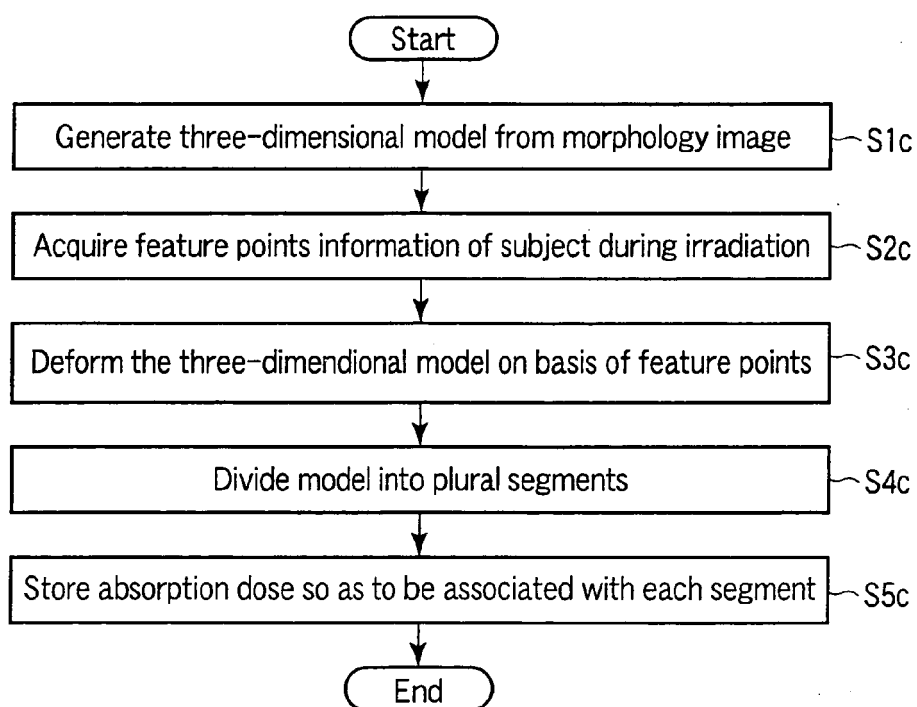 Start
Generate three-dimensional model from morphology image
S1c
Acquire feature points information of subject during irradiation
S2c
Deform the three-dimendional model on basis of feature points
S3c
Divide model into plural segments
S4c
Store absorption dose so as to be associated with each segment
S5c
End